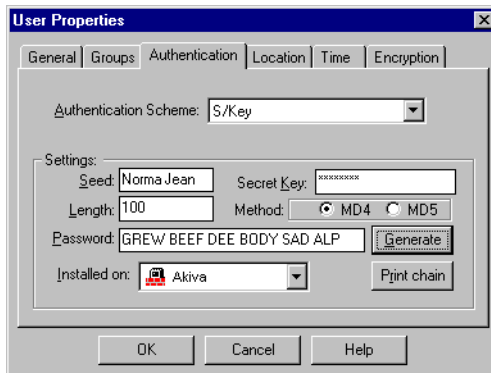 User Properties
General Groups Authentication Location Time Encryption
Authentication Scheme: S/Key
Settings:
Seed: Norma Jean Secret Key: ********
Length: 100 Method: MD4 MD5
Password: GREW BEEF DEE BODY SAD ALP Generate
Installed on: Akiva Print chain
OK Cancel Help